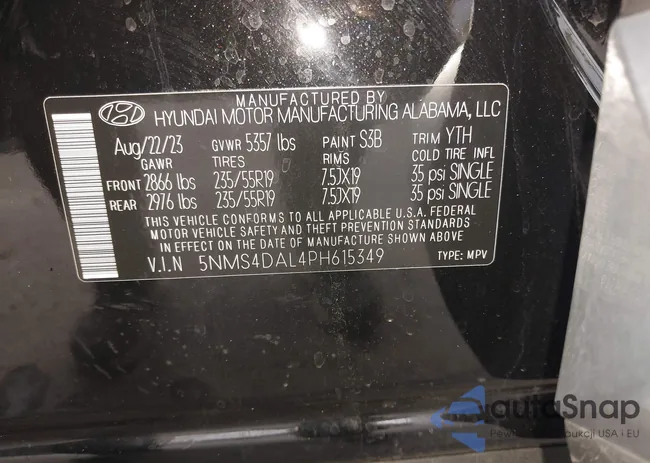 MANUFACTURED BY
HYUNDAI MOTOR MANUFACTURING ALABAMA, LLC
Aug/22/23 GVWR 5357 lbs PAINT S3B TRIM YTH
GAWR TIRES RIMS COLD TIRE INFL
FRONT 2866 lbs 235/55R19 7.5JX19 35 psi SINGLE
REAR 2976 lbs 235/55R19 7.5JX19 35 psi SINGLE
THIS VEHICLE CONFORMS TO ALL APPLICABLE U.S.A. FEDERAL
MOTOR VEHICLE SAFETY AND THEFT PREVENTION STANDARDS
IN EFFECT ON THE DATE OF MANUFACTURE SHOWN ABOVE
V.I.N 5NMS4DAL4PH615349 TYPE: MPV
autaSnap
USA i EU